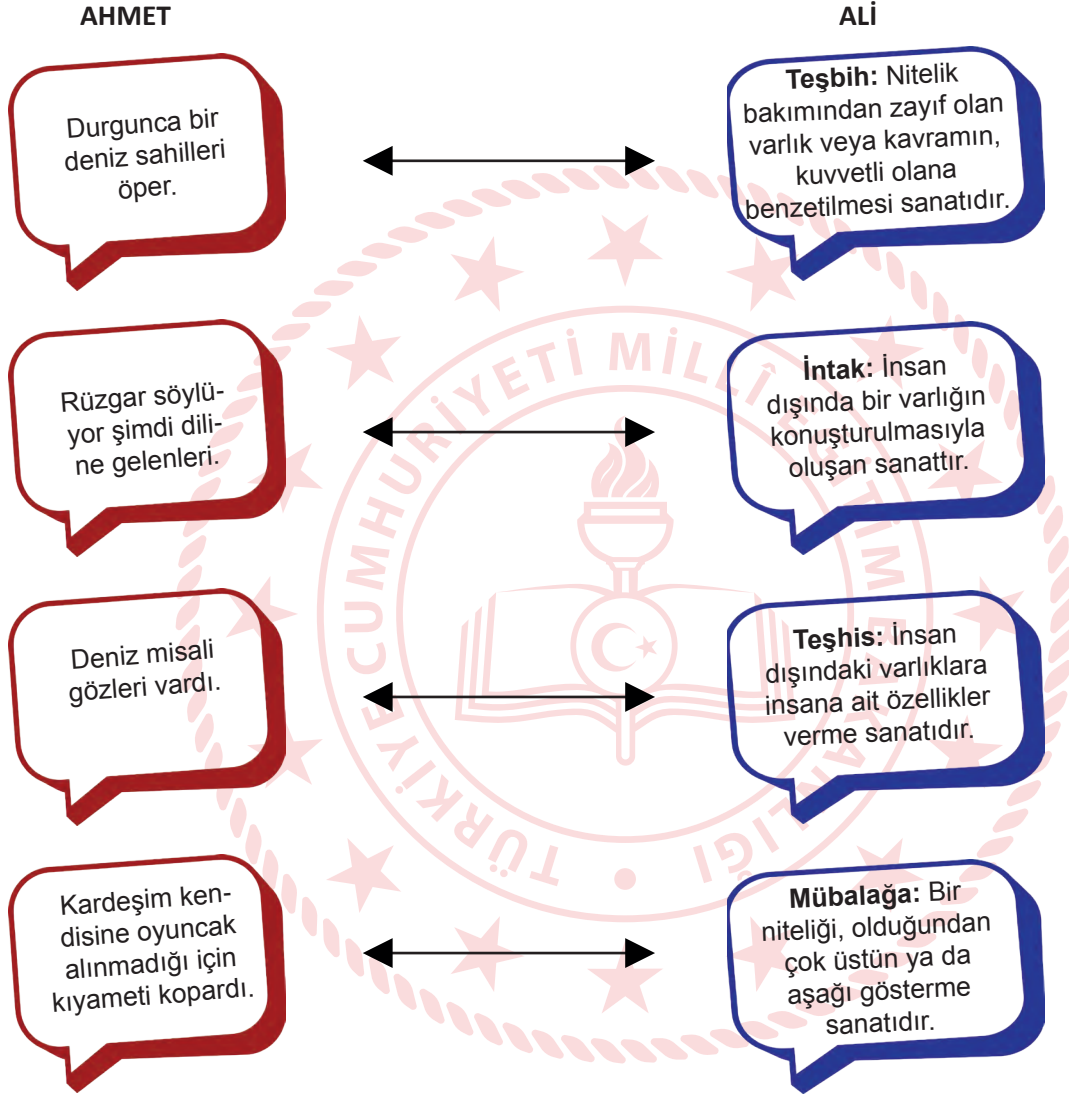 AHMET
ALİ
Durgunca bir
deniz sahilleri
öper.
Teşbih: Nitelik
bakımından zayıf olan
varlık veya kavramın,
kuvvetli olana
benzetilmesi sanatıdır.
Rüzgar söylü-
yor şimdi dili-
ne gelenleri.
İntak: İnsan
dışında bir varlığın
konuşturulmasıyla
oluşan sanattır.
Deniz misali
gözleri vardı.
Teşhis: İnsan
dışındaki varlıklara
insana ait özellikler
verme sanatıdır.
Kardeşim ken-
disine oyuncak
alınmadığı için
kıyameti kopardı.
Mübalağa: Bir
niteliği, olduğundan
çok üstün ya da
aşağı gösterme
sanatıdır.
TÜRKİYE CUMHURİYETİ MİLLÎ EĞİTİM BAKANLIĞI